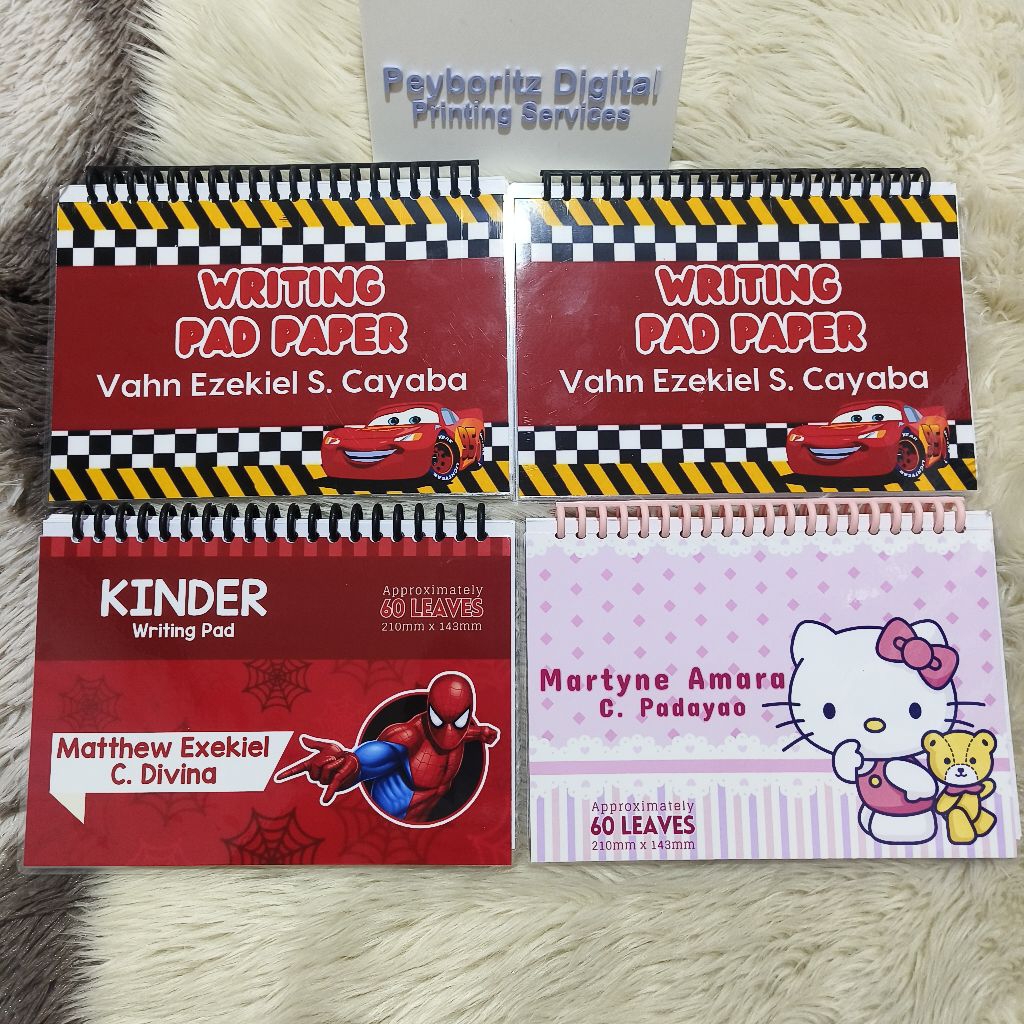 Peyboritz Digital
Printing Services
WRITING
PAD PAPER
Vahn Ezekiel S. Cayaba
WRITING
PAD PAPER
Vahn Ezekiel S. Cayaba
KINDER
Writing Pad
Approximately
60 LEAVES
210mm x 143mm
Matthew Exekiel
C. Divina
Martyne Amara
C. Padayao
Approximately
60 LEAVES
210mm x 143mm